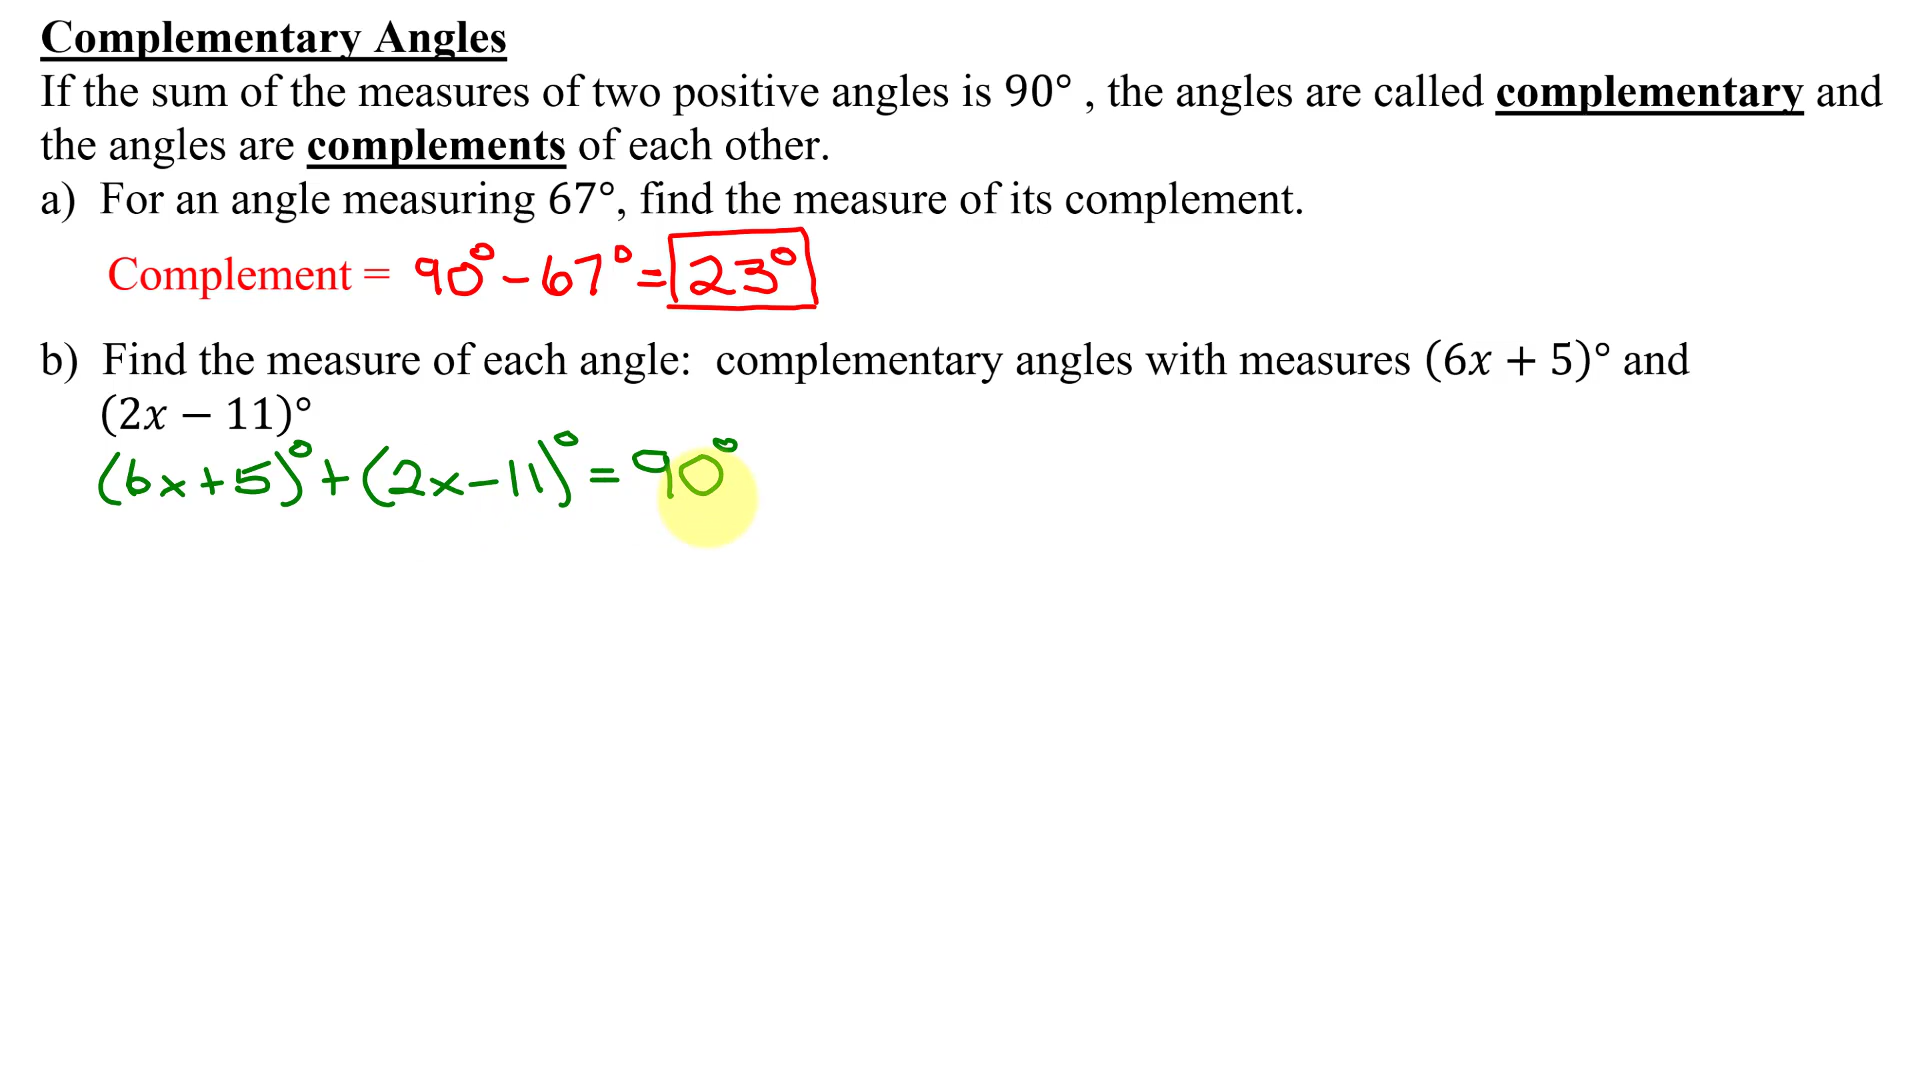 Complementary Angles
If the sum of the measures of two positive angles is 90° , the angles are called complementary and
the angles are complements of each other.
a) For an angle measuring 67°, find the measure of its complement.
Complement = 90° - 67° = 23°
b) Find the measure of each angle: complementary angles with measures (6x + 5)° and
(2x − 11)°
(6x+5)° + (2x-11)° = 90°